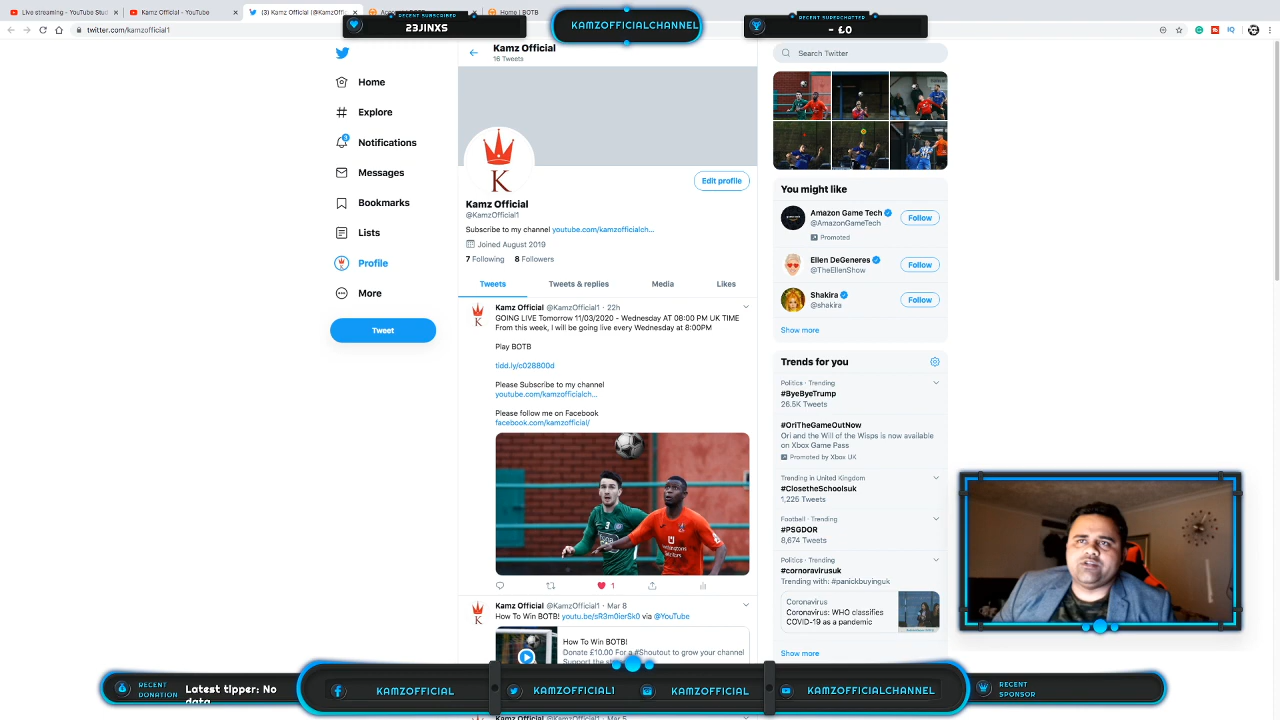 Live streaming - YouTube Stu
Kamz Official - YouTube
(3) Kamz Official (@KamzOffic
Home | BOTB
twitter.com/kamzofficial1
RECENT SUBSCRIBER
23JINXS
KAMZOFFICIALCHANNEL
RECENT SUPERCHATTER
- £0
Home
Explore
3
Notifications
Messages
Bookmarks
Lists
Profile
More
Tweet
Kamz Official
16 Tweets
K
Edit profile
Kamz Official
@KamzOfficial1
Subscribe to my channel youtube.com/kamzofficialch...
Joined August 2019
7 Following 8 Followers
Tweets Tweets & replies Media Likes
Kamz Official @KamzOfficial1 · 22h
GOING LIVE Tomorrow 11/03/2020 - Wednesday AT 08:00 PM UK TIME
From this week, I will be going live every Wednesday at 8:00PM
Play BOTB
tidd.ly/c028800d
Please Subscribe to my channel
youtube.com/kamzofficialch...
Please follow me on Facebook
facebook.com/kamzofficial/
1
Kamz Official @KamzOfficial1 · Mar 8
How To Win BOTB! youtu.be/sR3m0ierSk0 via @YouTube
How To Win BOTB!
Donate £10.00 For a #Shoutout to grow your channel
Search Twitter
You might like
Amazon Game Tech
@AmazonGameTech
Promoted
Follow
Ellen DeGeneres
@TheEllenShow
Follow
Shakira
@shakira
Follow
Show more
Trends for you
Politics · Trending
#ByeByeTrump
26.5K Tweets
#OriTheGameOutNow
Ori and the Will of the Wisps is now available
on Xbox Game Pass
Promoted by Xbox UK
Trending in United Kingdom
#ClosetheSchoolsuk
1,225 Tweets
Football · Trending
#PSGDOR
8,674 Tweets
Politics · Trending
#cornoravirusuk
Trending with: #panickbuyinguk
Coronavirus
Coronavirus: WHO classifies
COVID-19 as a pandemic
Show more
RECENT
DONATION
Latest tipper: No
data
KAMZOFFICIAL
KAMZOFFICIAL1
KAMZOFFICIAL
KAMZOFFICIALCHANNEL
RECENT
SPONSOR